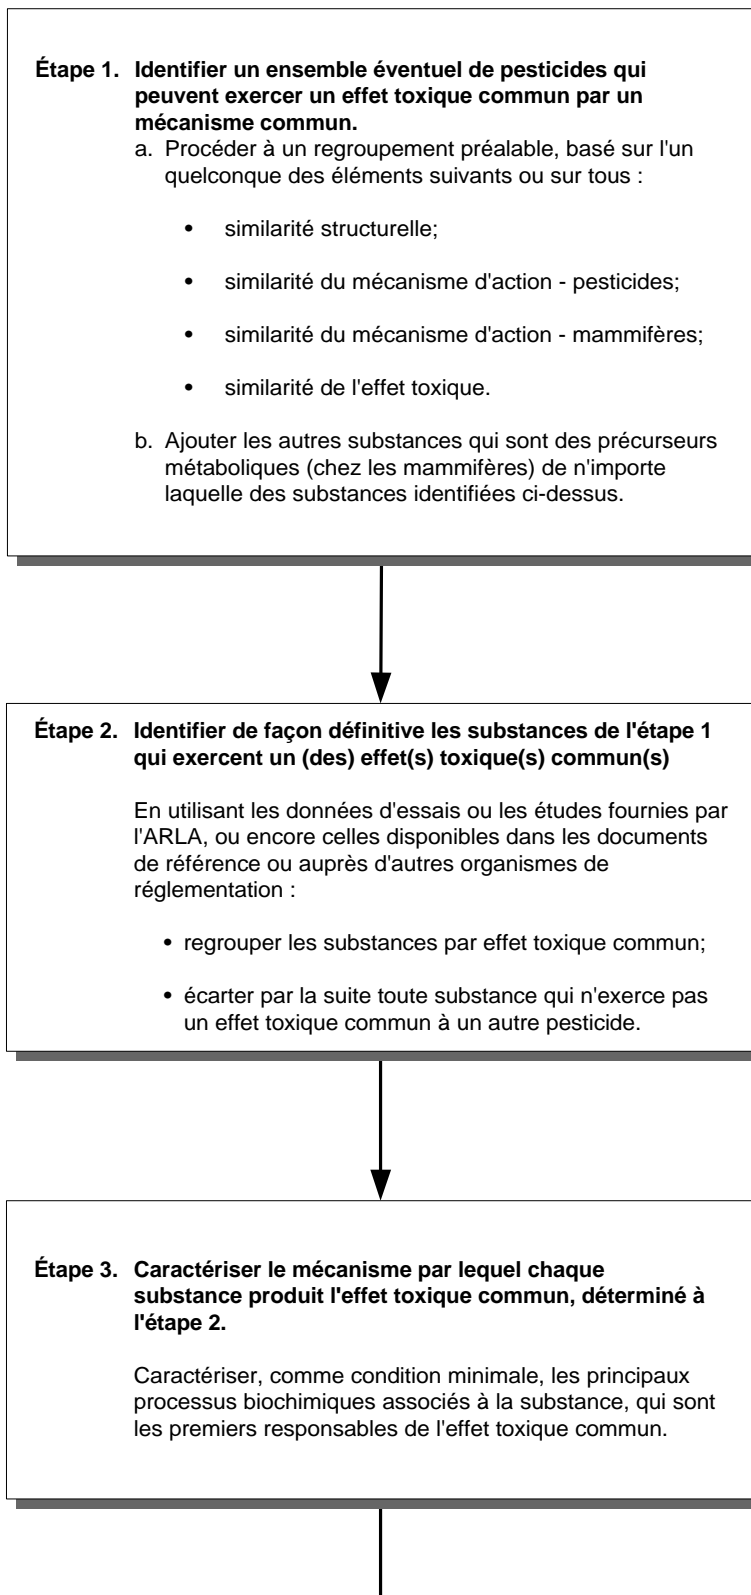 Étape 1. Identifier un ensemble éventuel de pesticides qui
peuvent exercer un effet toxique commun par un
mécanisme commun.
a. Procéder à un regroupement préalable, basé sur l'un
quelconque des éléments suivants ou sur tous :
• similarité structurelle;
• similarité du mécanisme d'action - pesticides;
• similarité du mécanisme d'action - mammifères;
• similarité de l'effet toxique.
b. Ajouter les autres substances qui sont des précurseurs
métaboliques (chez les mammifères) de n'importe
laquelle des substances identifiées ci-dessus.
Étape 2. Identifier de façon définitive les substances de l'étape 1
qui exercent un (des) effet(s) toxique(s) commun(s)
En utilisant les données d'essais ou les études fournies par
l'ARLA, ou encore celles disponibles dans les documents
de référence ou auprès d'autres organismes de
réglementation :
• regrouper les substances par effet toxique commun;
• écarter par la suite toute substance qui n'exerce pas
un effet toxique commun à un autre pesticide.
Étape 3. Caractériser le mécanisme par lequel chaque
substance produit l'effet toxique commun, déterminé à
l'étape 2.
Caractériser, comme condition minimale, les principaux
processus biochimiques associés à la substance, qui sont
les premiers responsables de l'effet toxique commun.